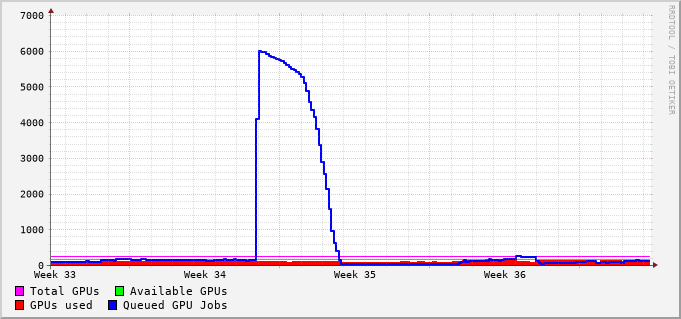 7000
6000
5000
4000
3000
2000
1000
0
Week 33 Week 34 Week 35 Week 36
Total GPUs Available GPUs
GPUs used Queued GPU Jobs
RRDTOOL / TOBI OETIKER